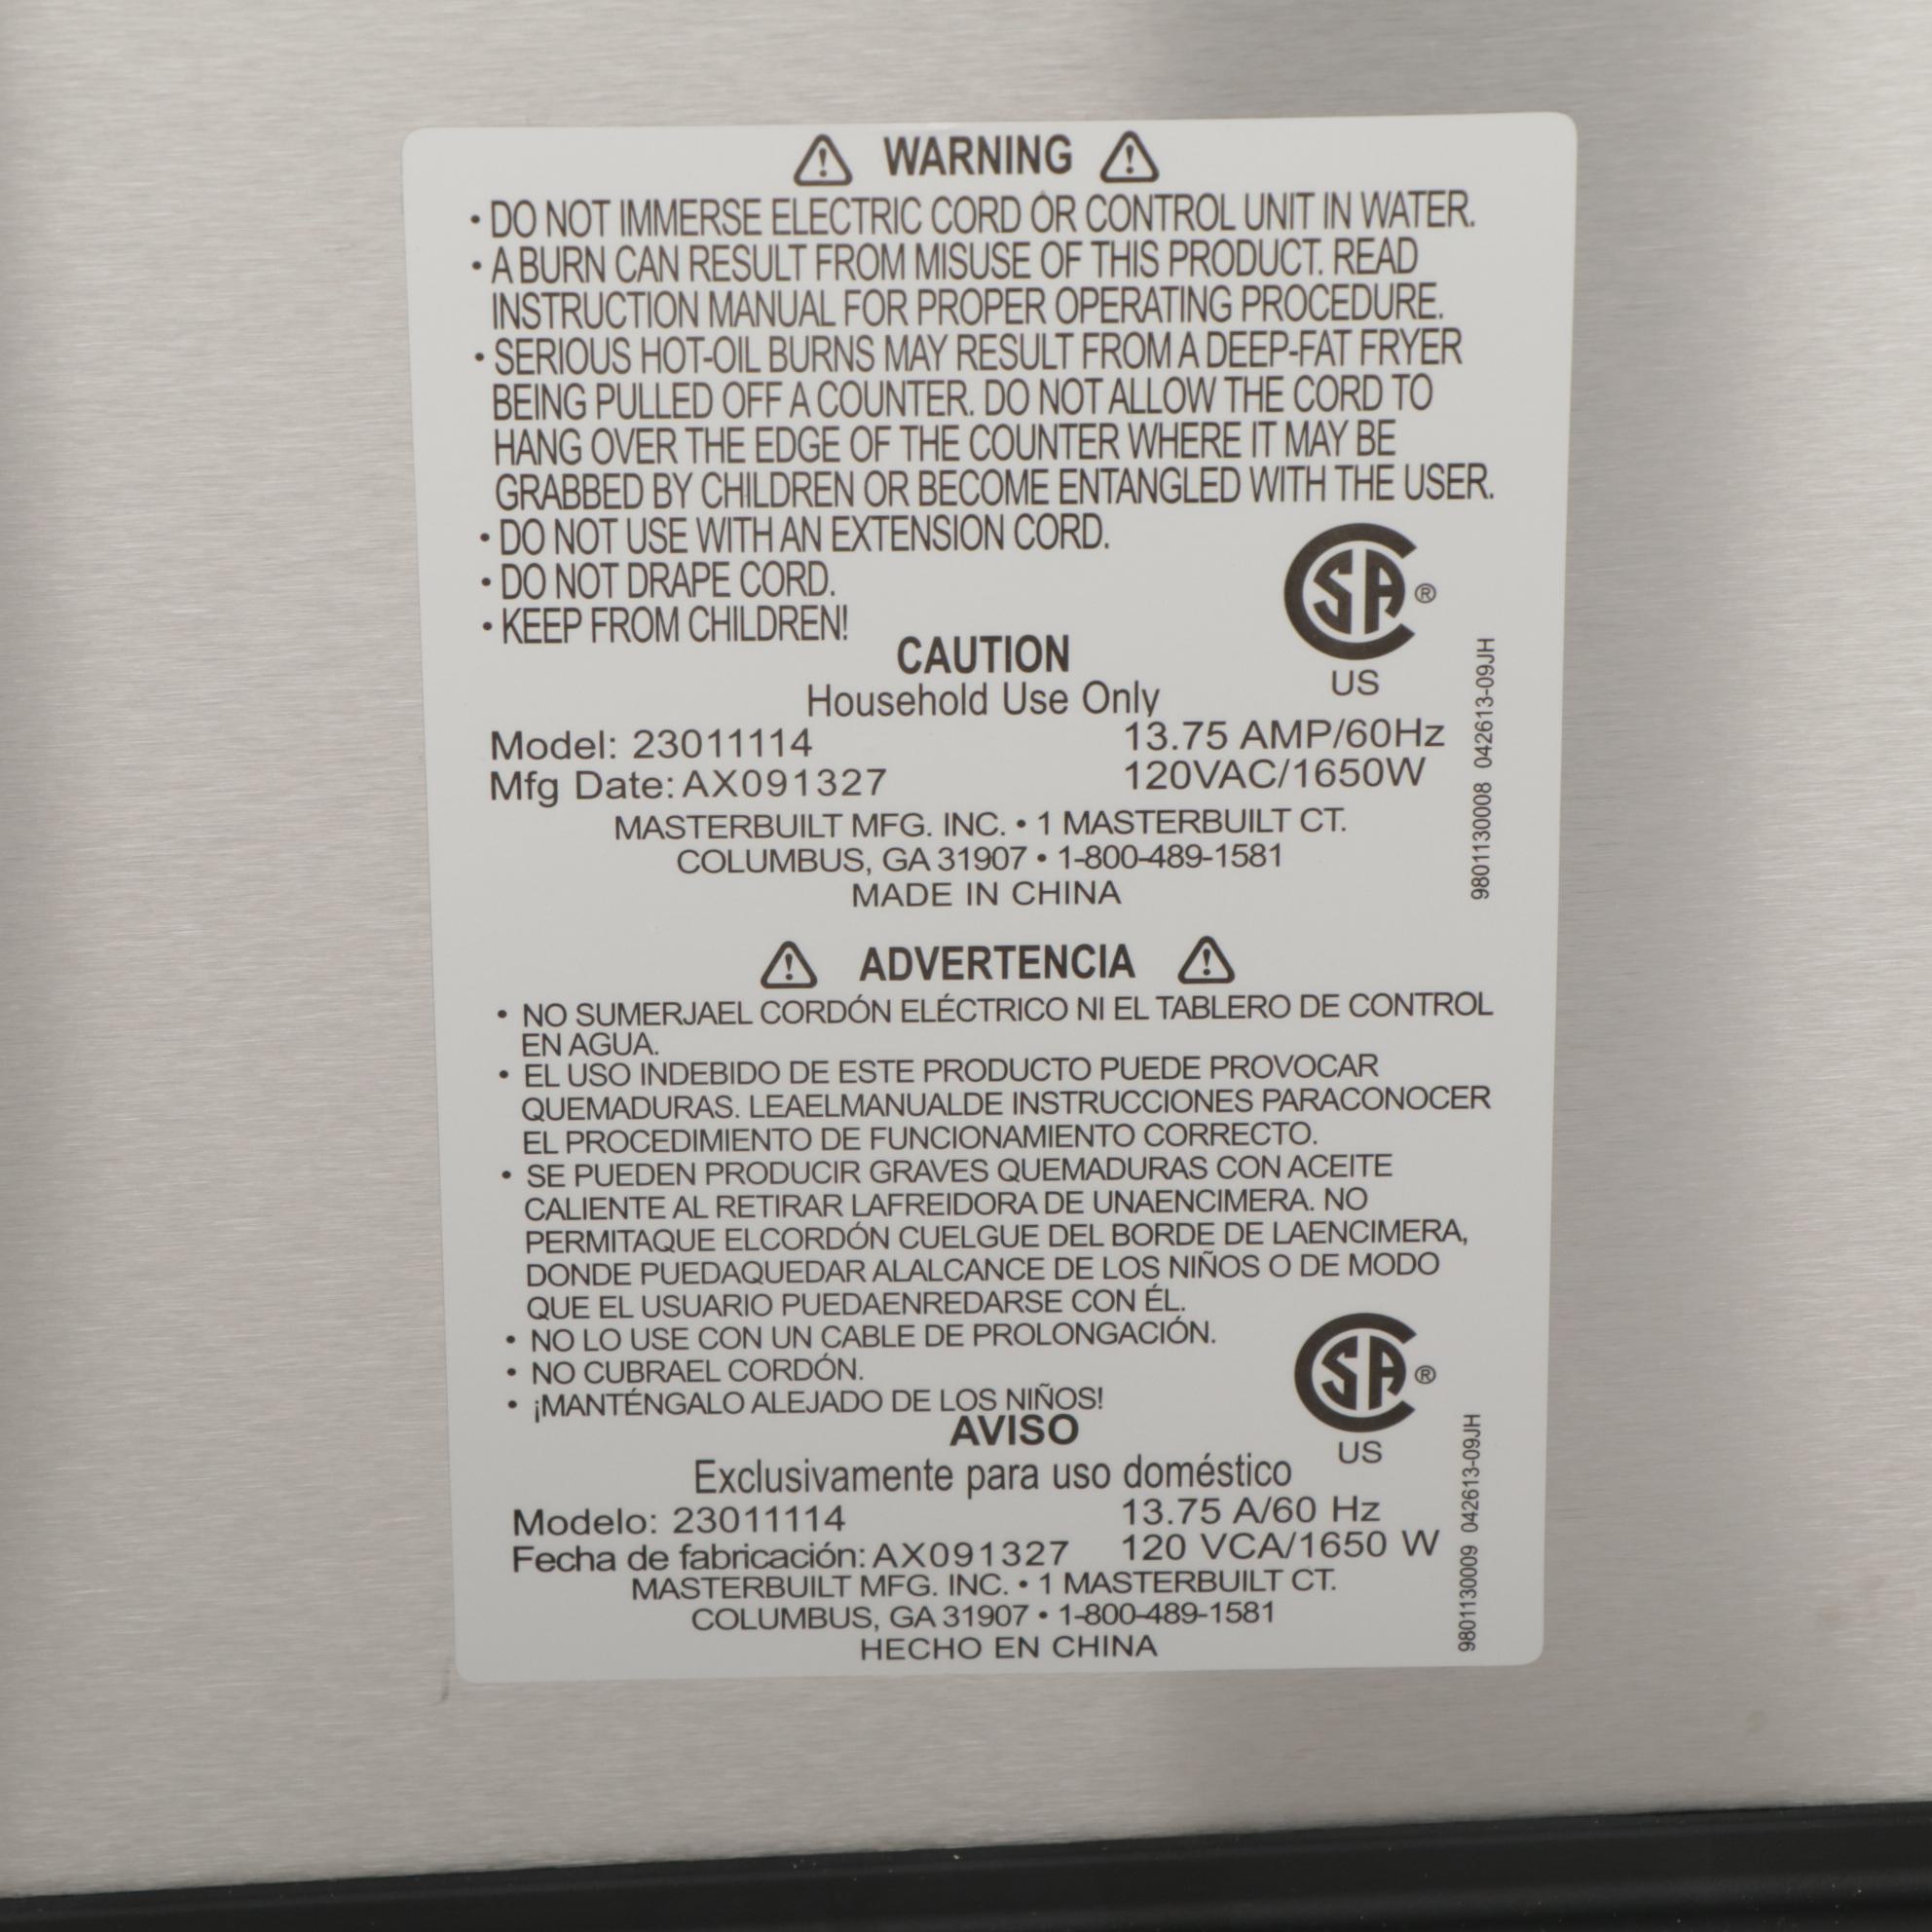 WARNING
• DO NOT IMMERSE ELECTRIC CORD OR CONTROL UNIT IN WATER.
• A BURN CAN RESULT FROM MISUSE OF THIS PRODUCT. READ
INSTRUCTION MANUAL FOR PROPER OPERATING PROCEDURE.
• SERIOUS HOT-OIL BURNS MAY RESULT FROM A DEEP-FAT FRYER
BEING PULLED OFF A COUNTER. DO NOT ALLOW THE CORD TO
HANG OVER THE EDGE OF THE COUNTER WHERE IT MAY BE
GRABBED BY CHILDREN OR BECOME ENTANGLED WITH THE USER.
• DO NOT USE WITH AN EXTENSION CORD.
• DO NOT DRAPE CORD.
• KEEP FROM CHILDREN!
CSA®
US
CAUTION
Household Use Only
Model: 23011114 13.75 AMP/60Hz
Mfg Date: AX091327 120VAC/1650W
MASTERBUILT MFG. INC. • 1 MASTERBUILT CT.
COLUMBUS, GA 31907 • 1-800-489-1581
MADE IN CHINA
9801130008 042613-09JH
ADVERTENCIA
• NO SUMERJAEL CORDÓN ELÉCTRICO NI EL TABLERO DE CONTROL
EN AGUA.
• EL USO INDEBIDO DE ESTE PRODUCTO PUEDE PROVOCAR
QUEMADURAS. LEAELMANUALDE INSTRUCCIONES PARACONOCER
EL PROCEDIMIENTO DE FUNCIONAMIENTO CORRECTO.
• SE PUEDEN PRODUCIR GRAVES QUEMADURAS CON ACEITE
CALIENTE AL RETIRAR LAFREIDORA DE UNAENCIMERA. NO
PERMITAQUE ELCORDÓN CUELGUE DEL BORDE DE LAENCIMERA,
DONDE PUEDAQUEDAR ALALCANCE DE LOS NIÑOS O DE MODO
QUE EL USUARIO PUEDAENREDARSE CON ÉL.
• NO LO USE CON UN CABLE DE PROLONGACIÓN.
• NO CUBRAEL CORDÓN.
• ¡MANTÉNGALO ALEJADO DE LOS NIÑOS!
CSA®
US
AVISO
Exclusivamente para uso doméstico
Modelo: 23011114 13.75 A/60 Hz
Fecha de fabricación: AX091327 120 VCA/1650 W
MASTERBUILT MFG. INC. • 1 MASTERBUILT CT.
COLUMBUS, GA 31907 • 1-800-489-1581
HECHO EN CHINA
9801130009 042613-09JH